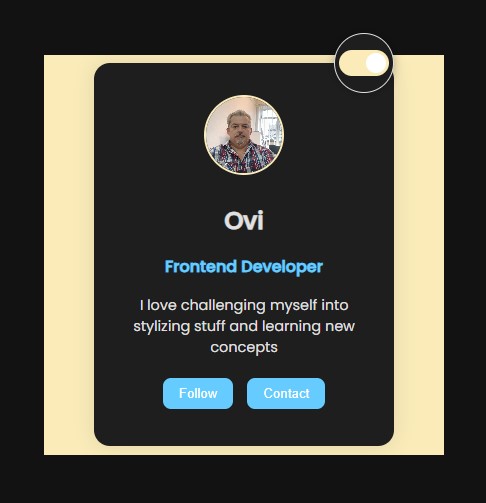 Ovi
Frontend Developer
I love challenging myself into
stylizing stuff and learning new
concepts
Follow
Contact